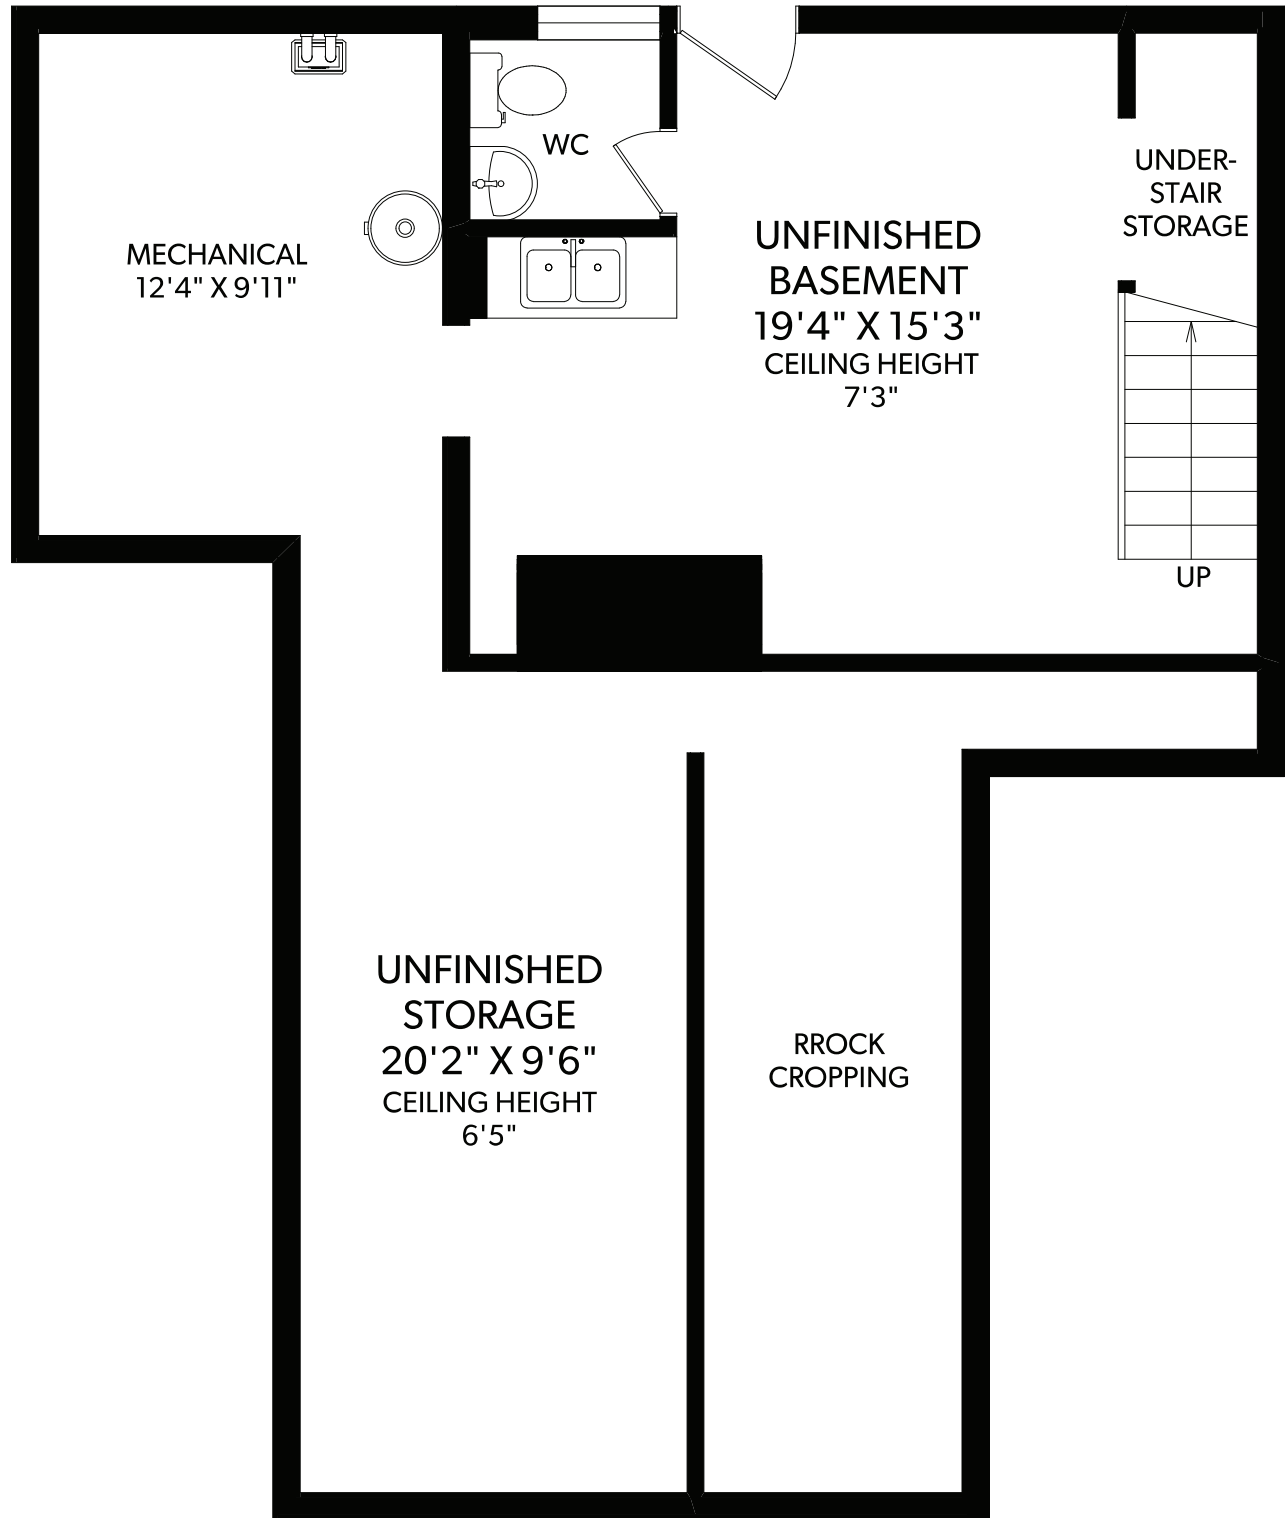 WC
UNDER-
STAIR
STORAGE
MECHANICAL
12'4" X 9'11"
UNFINISHED
BASEMENT
19'4" X 15'3"
CEILING HEIGHT
7'3"
UP
UNFINISHED
STORAGE
20'2" X 9'6"
CEILING HEIGHT
6'5"
RROCK
CROPPING